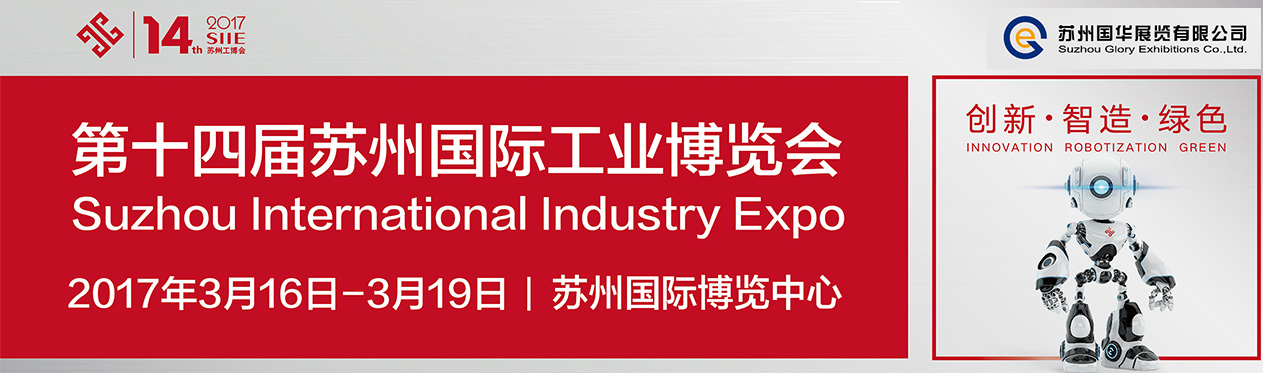 14th
2017
SIIE
苏州工博会
苏州国华展览有限公司
Suzhou Glory Exhibitions Co.,Ltd.
第十四届苏州国际工业博览会
Suzhou International Industry Expo
2017年3月16日-3月19日 | 苏州国际博览中心
创新·智造·绿色
INNOVATION ROBOTIZATION GREEN